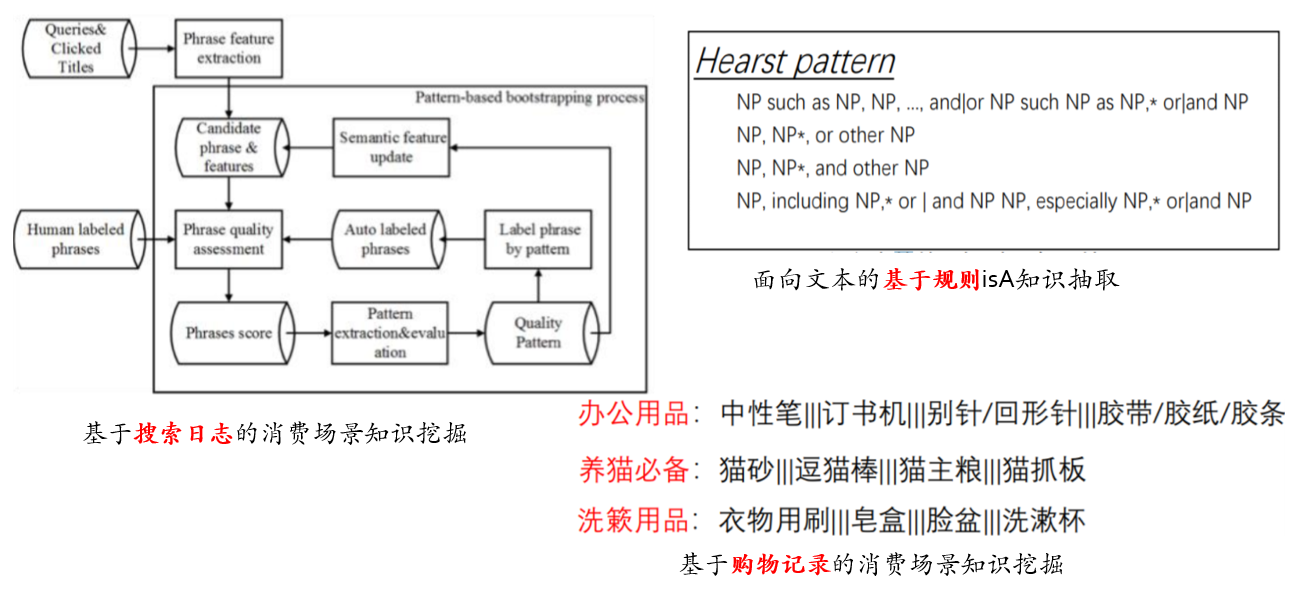 Queries&
Clicked
Titles
Phrase feature
extraction
Pattern-based bootstrapping process
Candidate
phrase &
features
Semantic feature
update
Human labeled
phrases
Phrase quality
assessment
Auto labeled
phrases
Label phrase
by pattern
Phrases score
Pattern
extraction&evalu
ation
Quality
Pattern
基于搜索日志的消费场景知识挖掘
Hearst pattern
NP such as NP, NP, ..., and|or NP such NP as NP,* or|and NP
NP, NP*, or other NP
NP, NP*, and other NP
NP, including NP,* or | and NP NP, especially NP,* or|and NP
面向文本的基于规则isA知识抽取
办公用品：中性笔|||订书机|||别针/回形针|||胶带/胶纸/胶条
养猫必备：猫砂|||逗猫棒|||猫主粮|||猫抓板
洗簌用品：衣物用刷|||皂盒|||脸盆|||洗漱杯
基于购物记录的消费场景知识挖掘